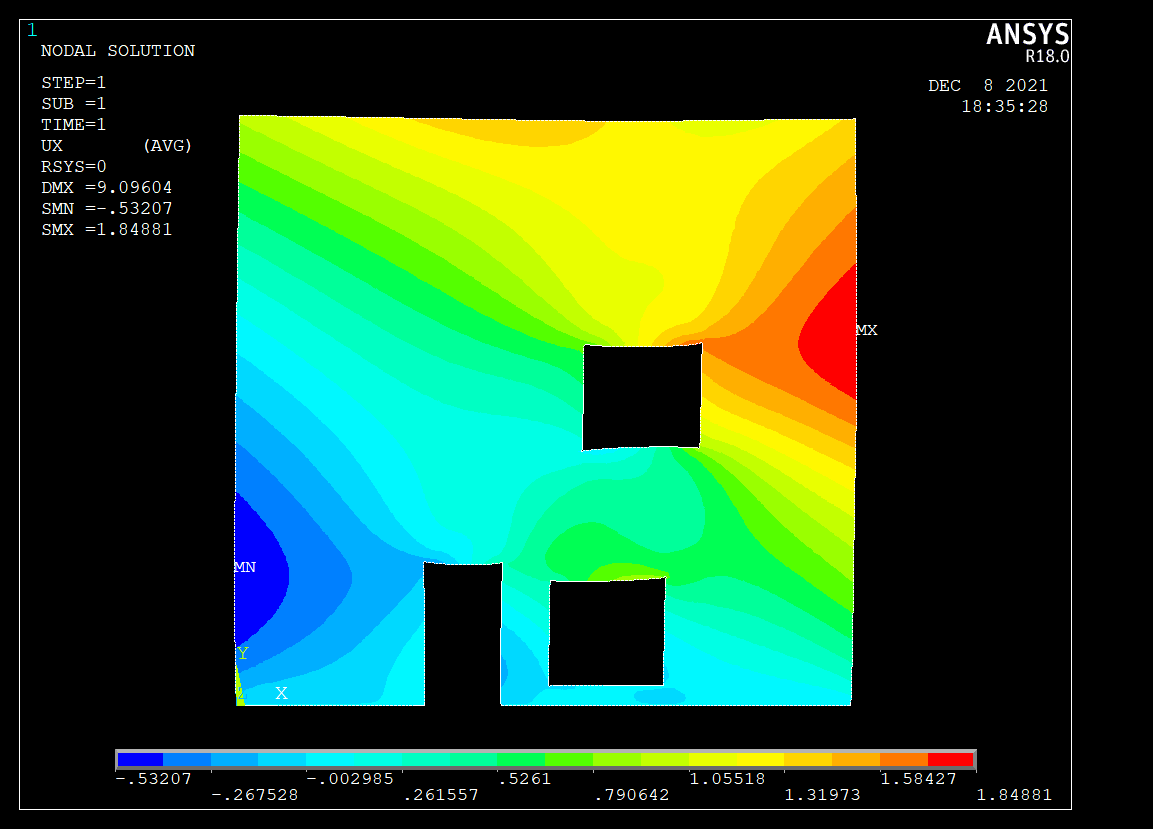 1
ANSYS
R18.0
NODAL SOLUTION
STEP=1
SUB =1
TIME=1
UX (AVG)
RSYS=0
DMX =9.09604
SMN =-.53207
SMX =1.84881
DEC 8 2021
18:35:28
MX
MN
Y
X
-.53207 -.002985 .5261 1.05518 1.58427
-.267528 .261557 .790642 1.31973 1.84881